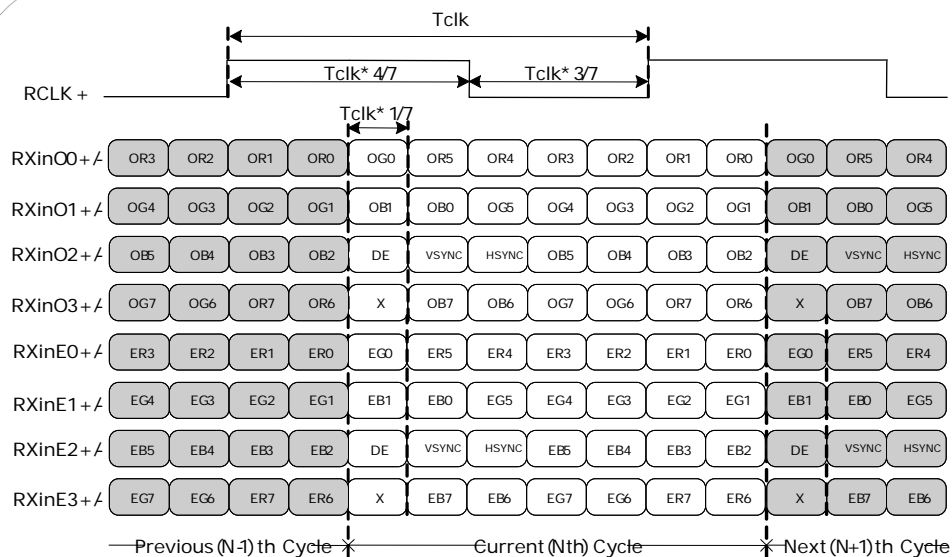 Tclk
Tclk* 4/7 Tclk* 3/7
RCLK +
Tclk* 1/7
RXinO0+/- OR3 OR2 OR1 OR0 OG0 OR5 OR4 OR3 OR2 OR1 OR0 OG0 OR5 OR4
RXinO1+/- OG4 OG3 OG2 OG1 OB1 OB0 OG5 OG4 OG3 OG2 OG1 OB1 OB0 OG5
RXinO2+/- OB5 OB4 OB3 OB2 DE VSYNC HSYNC OB5 OB4 OB3 OB2 DE VSYNC HSYNC
RXinO3+/- OG7 OG6 OR7 OR6 X OB7 OB6 OG7 OG6 OR7 OR6 X OB7 OB6
RXinE0+/- ER3 ER2 ER1 ER0 EG0 ER5 ER4 ER3 ER2 ER1 ER0 EG0 ER5 ER4
RXinE1+/- EG4 EG3 EG2 EG1 EB1 EB0 EG5 EG4 EG3 EG2 EG1 EB1 EB0 EG5
RXinE2+/- EB5 EB4 EB3 EB2 DE VSYNC HSYNC EB5 EB4 EB3 EB2 DE VSYNC HSYNC
RXinE3+/- EG7 EG6 ER7 ER6 X EB7 EB6 EG7 EG6 ER7 ER6 X EB7 EB6
Previous (N-1) th Cycle Current (Nth) Cycle Next (N+1) th Cycle